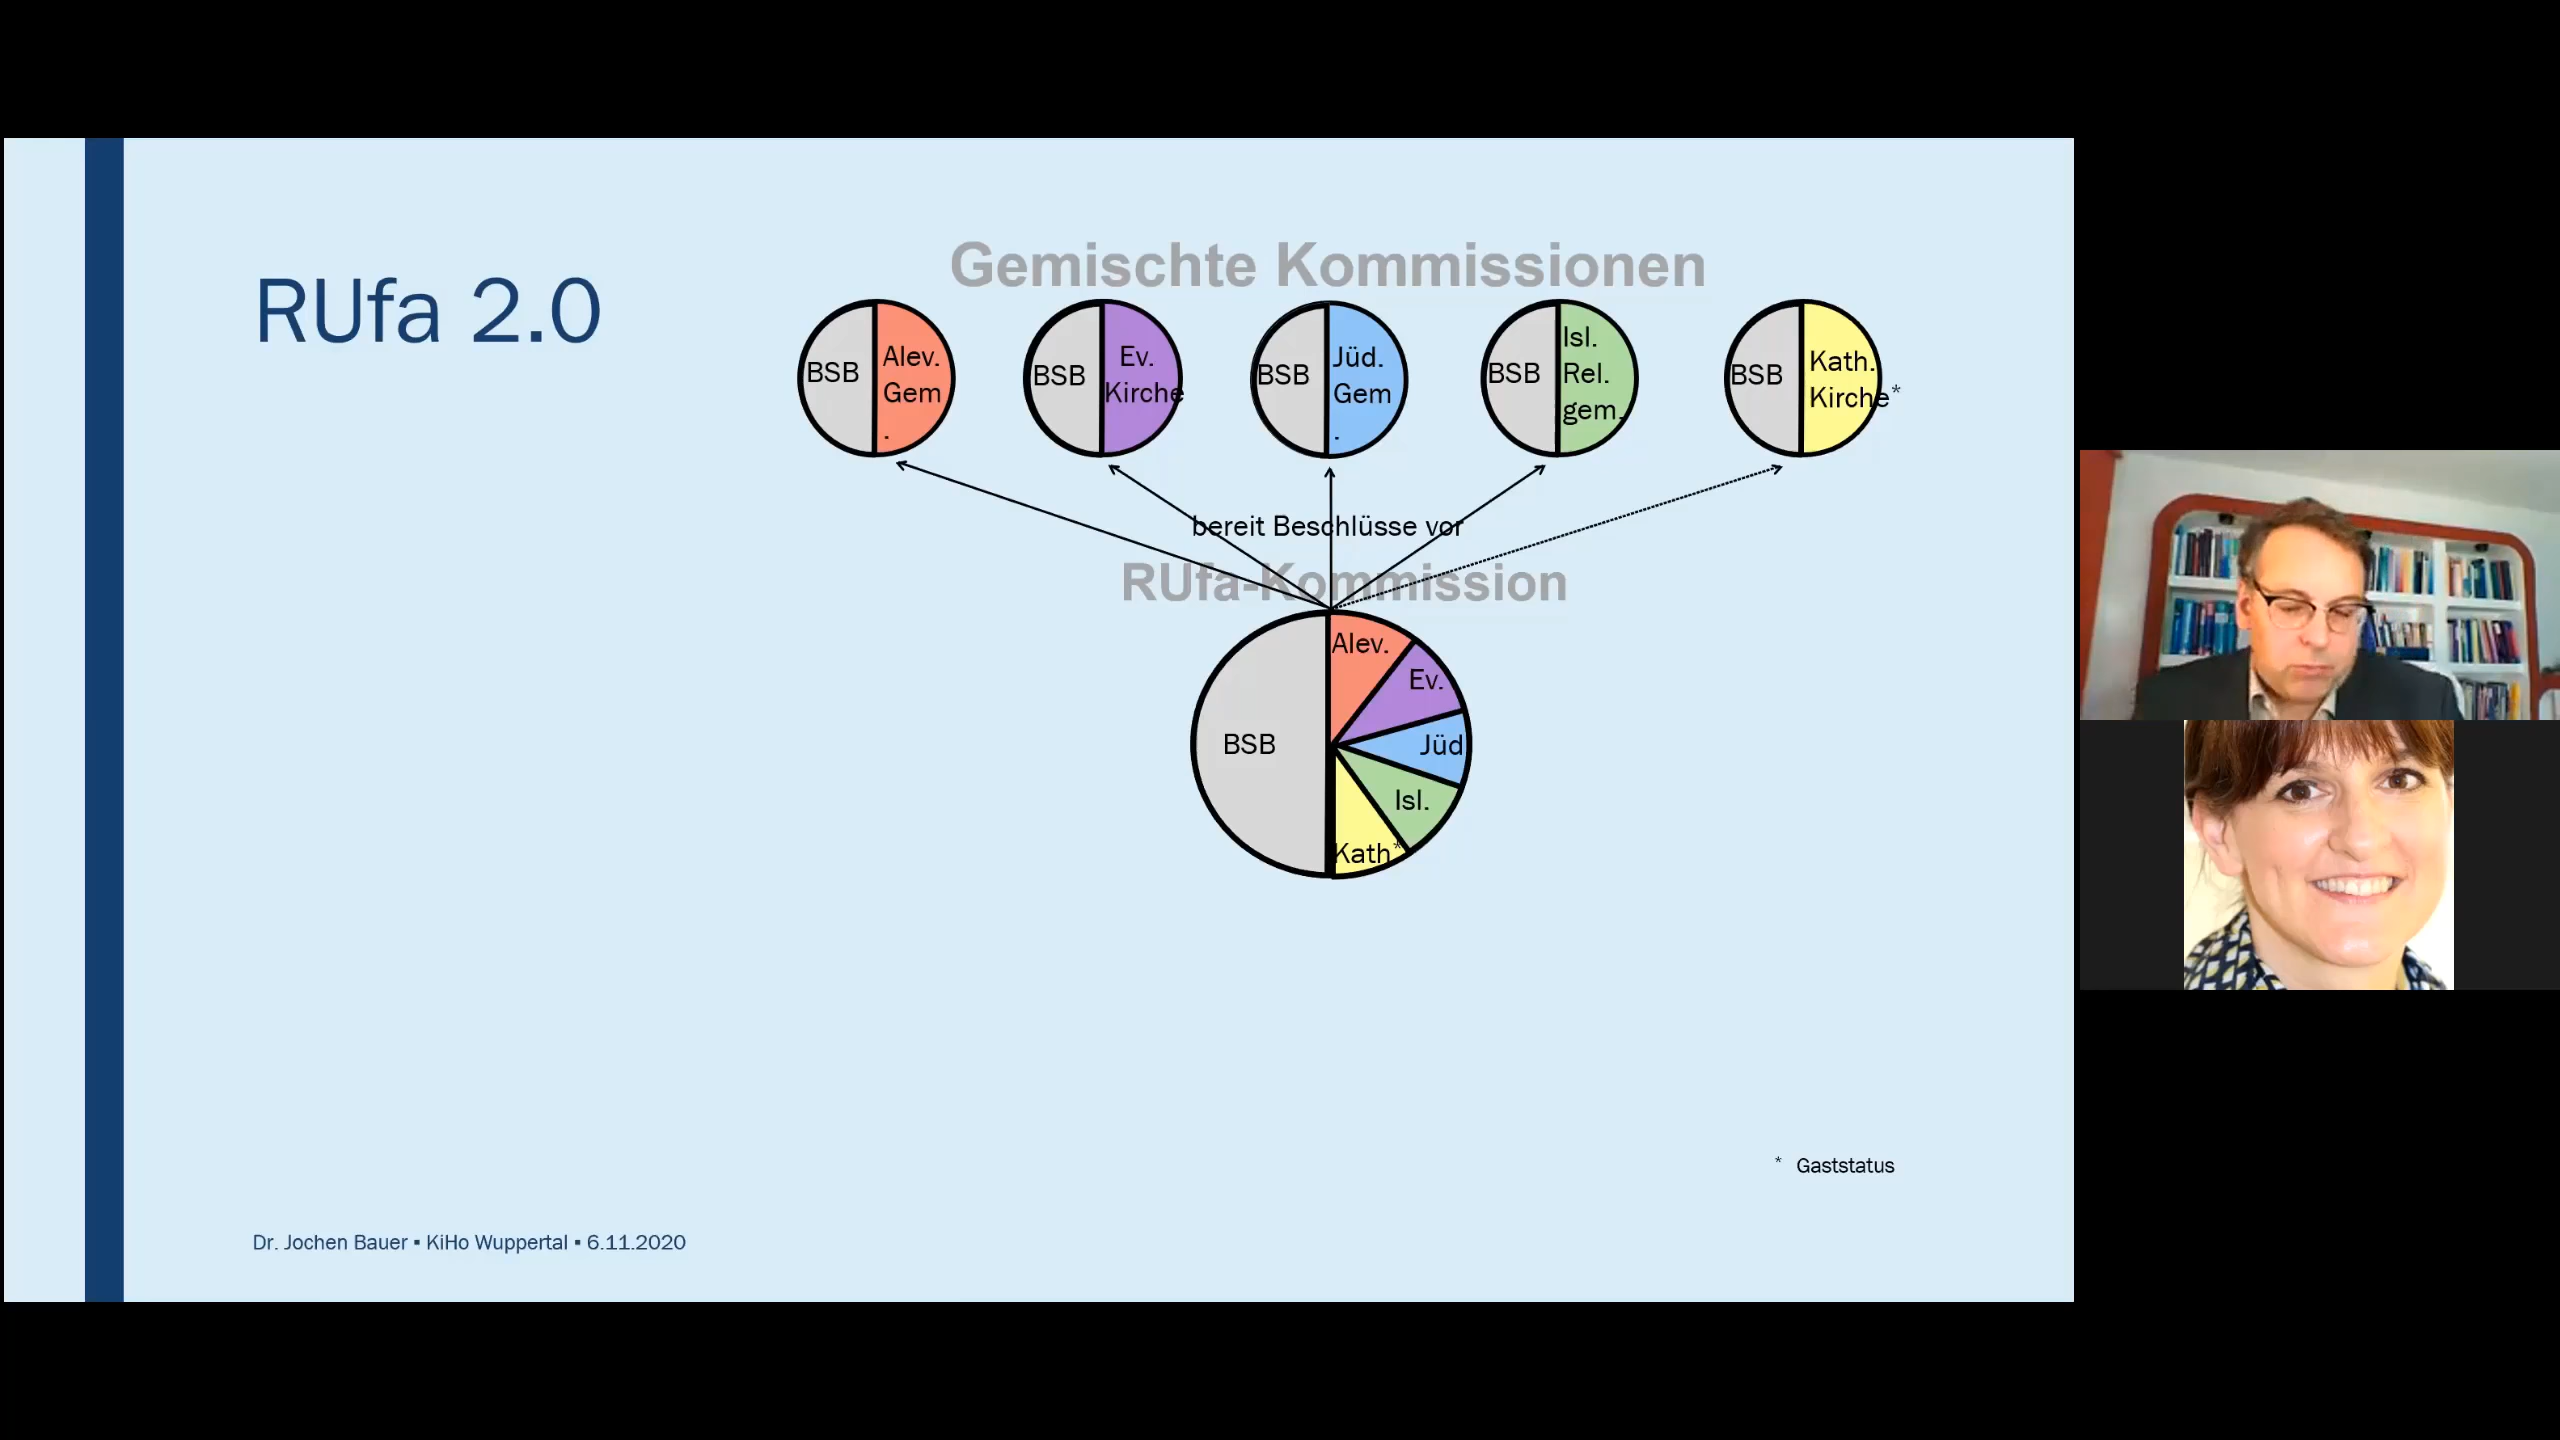 RUfa 2.0
Gemischte Kommissionen
BSB
Alev.
Gem
.
BSB
Ev.
Kirche
BSB
Jüd.
Gem
.
BSB
Isl.
Rel.
gem.
BSB
Kath.
Kirche*
bereit Beschlüsse vor
RUfa-Kommission
BSB
Alev.
Ev.
Jüd
Isl.
Kath*
* Gaststatus
Dr. Jochen Bauer ▪ KiHo Wuppertal ▪ 6.11.2020